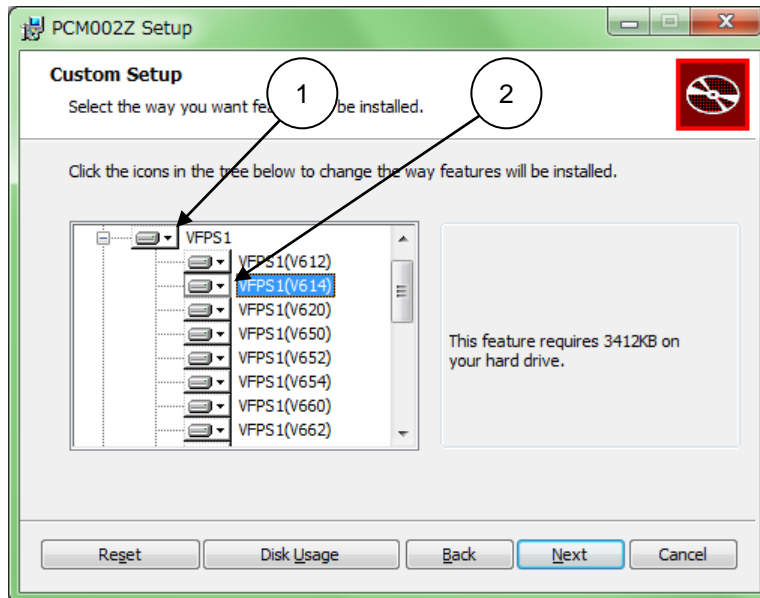 PCM002Z Setup
Custom Setup
1
2
Select the way you want be installed.
Click the icons in the tree below to change the way features will be installed.
VFPS1
VFPS1(V612)
VFPS1(V614)
VFPS1(V620)
VFPS1(V650)
VFPS1(V652)
VFPS1(V654)
VFPS1(V660)
VFPS1(V662)
This feature requires 3412KB on
your hard drive.
Reset
Disk Usage
Back
Next
Cancel